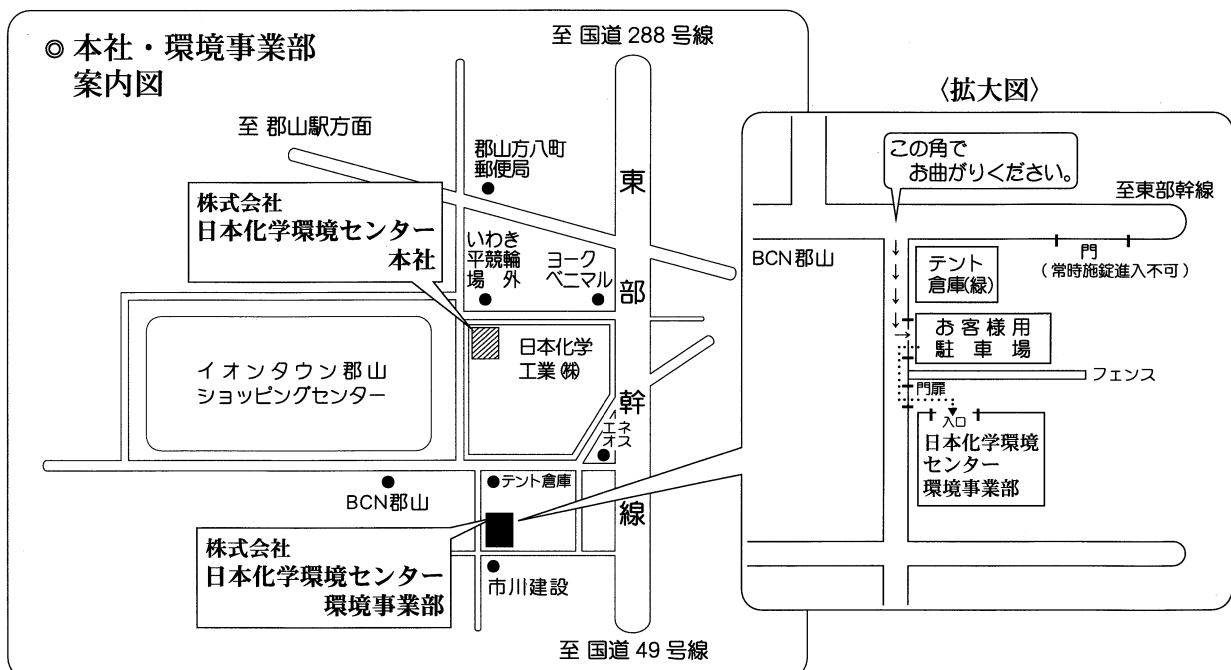 ◎ 本社・環境事業部
案内図
至 国道 288 号線
至 郡山駅方面
郡山方八町
郵便局
株式会社
日本化学環境センター
本社
いわき
平競輪
場 外
ヨーク
ベニマル
東部幹線
イオンタウン郡山
ショッピングセンター
日本化学
工業㈱
エネ
オス
BCN郡山
テント倉庫
株式会社
日本化学環境センター
環境事業部
市川建設
至 国道 49 号線
〈拡大図〉
この角で
お曲がりください。
至東部幹線
BCN郡山
テント
倉庫(緑)
門
(常時施錠進入不可)
お客様用
駐 車 場
フェンス
門扉
入口
日本化学環境
センター
環境事業部